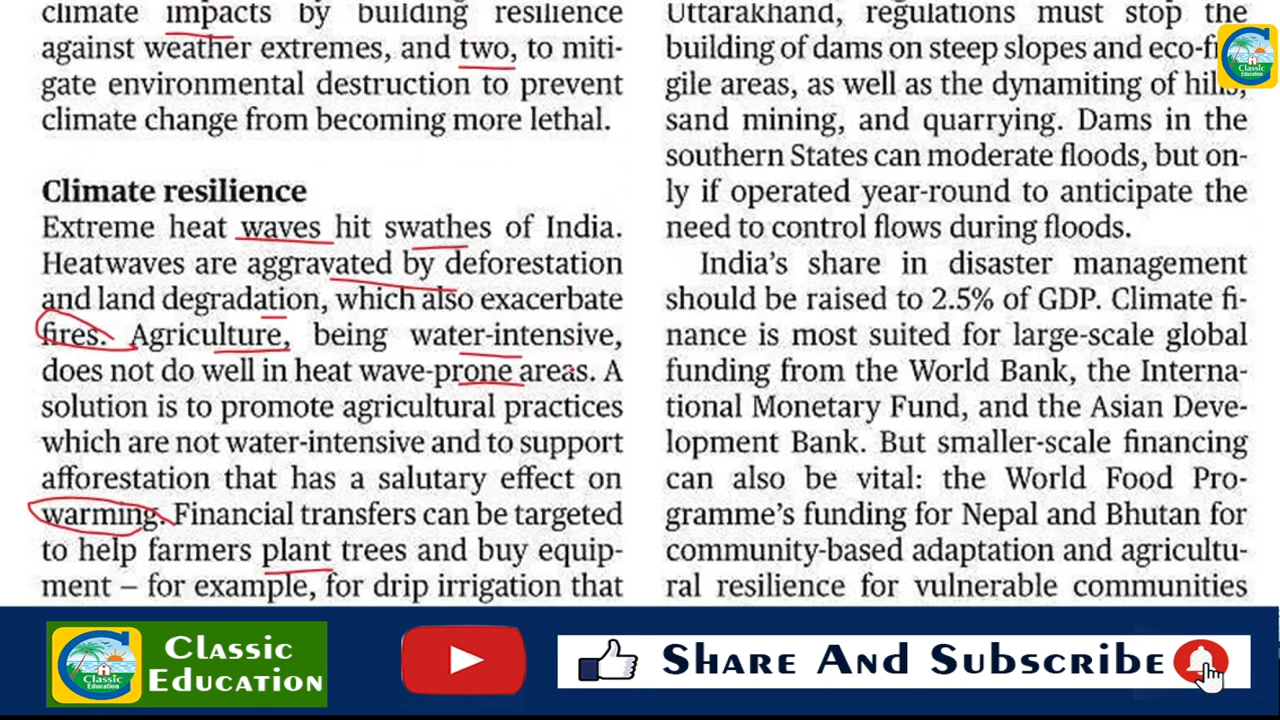 climate impacts by building resilience
against weather extremes, and two, to miti-
gate environmental destruction to prevent
climate change from becoming more lethal.
Climate resilience
Extreme heat waves hit swathes of India.
Heatwaves are aggravated by deforestation
and land degradation, which also exacerbate
fires. Agriculture, being water-intensive,
does not do well in heat wave-prone areas. A
solution is to promote agricultural practices
which are not water-intensive and to support
afforestation that has a salutary effect on
warming. Financial transfers can be targeted
to help farmers plant trees and buy equip-
ment – for example, for drip irrigation that
Uttarakhand, regulations must stop the
building of dams on steep slopes and eco-f
gile areas, as well as the dynamiting of hills,
sand mining, and quarrying. Dams in the
southern States can moderate floods, but on-
ly if operated year-round to anticipate the
need to control flows during floods.
India's share in disaster management
should be raised to 2.5% of GDP. Climate fi-
nance is most suited for large-scale global
funding from the World Bank, the Interna-
tional Monetary Fund, and the Asian Deve-
lopment Bank. But smaller-scale financing
can also be vital: the World Food Pro-
gramme's funding for Nepal and Bhutan for
community-based adaptation and agricultu-
ral resilience for vulnerable communities
Classic
Education
Classic
Education
Classic
Education
Share And Subscribe